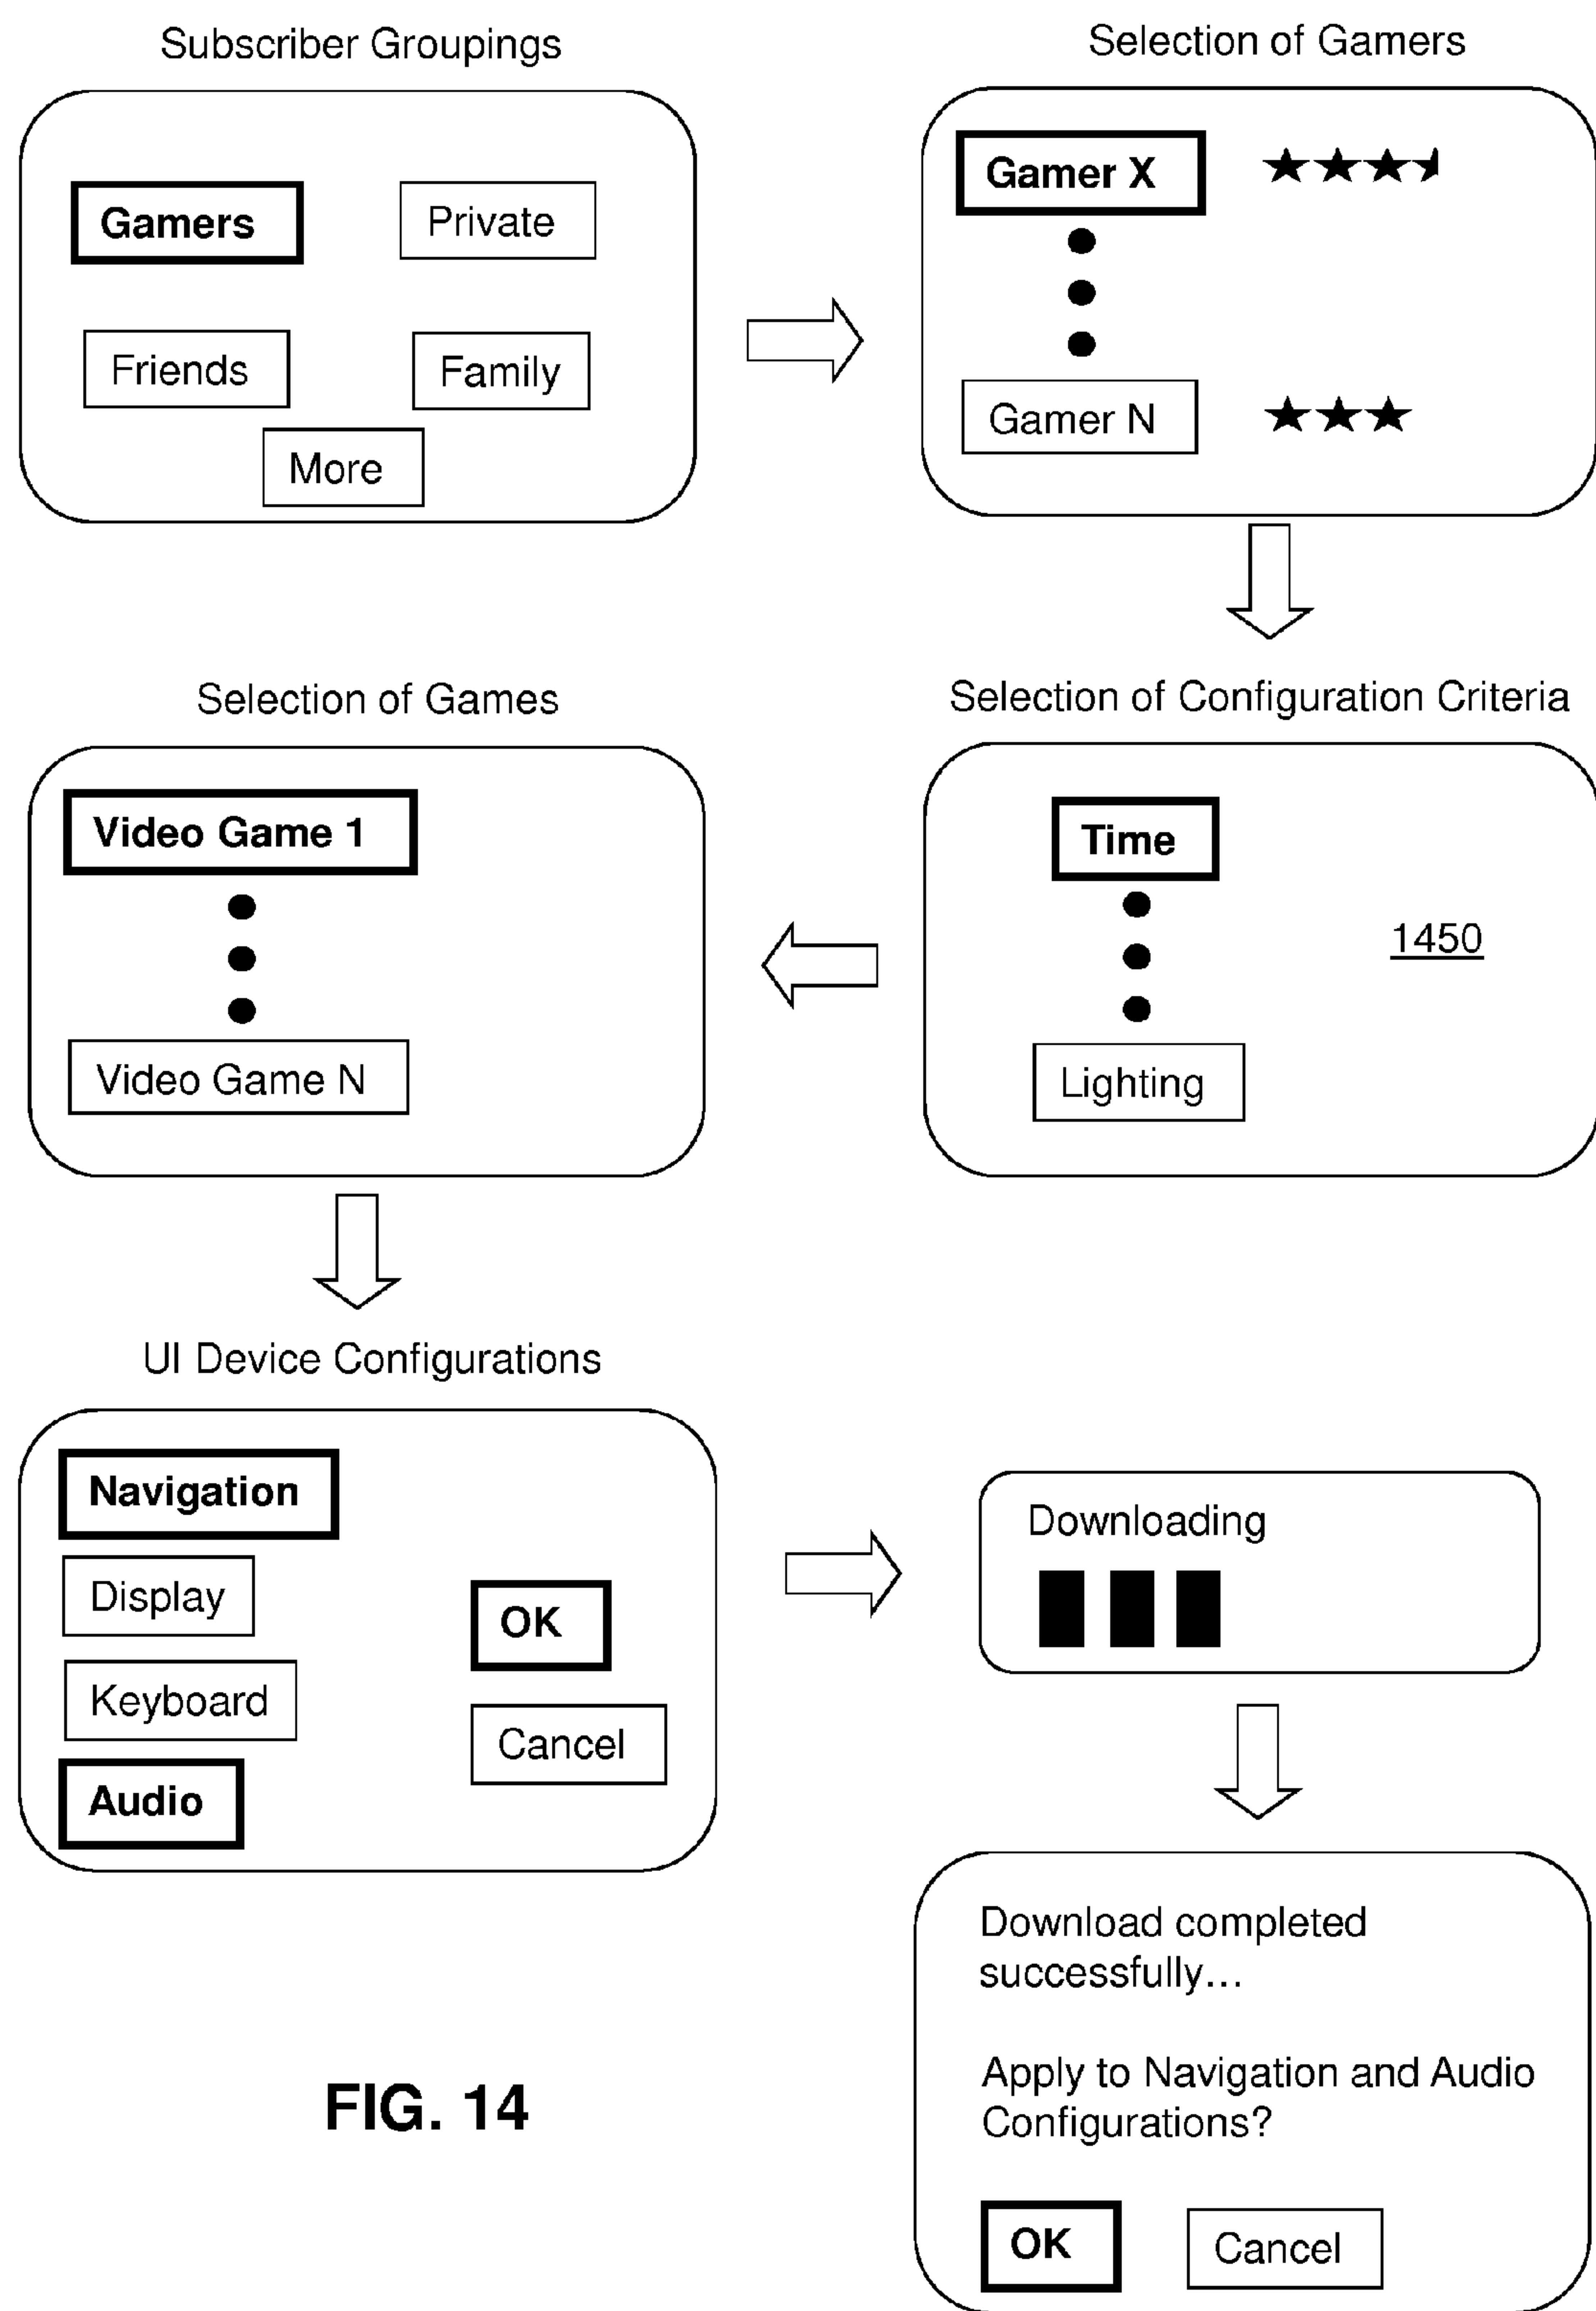 Subscriber Groupings
Gamers
Private
Friends
Family
More
Selection of Gamers
Gamer X
Gamer N
Selection of Configuration Criteria
Time
1450
Lighting
Selection of Games
Video Game 1
Video Game N
UI Device Configurations
Navigation
Display
Keyboard
Audio
OK
Cancel
Downloading
Download completed
successfully...
Apply to Navigation and Audio
Configurations?
OK
Cancel
FIG. 14